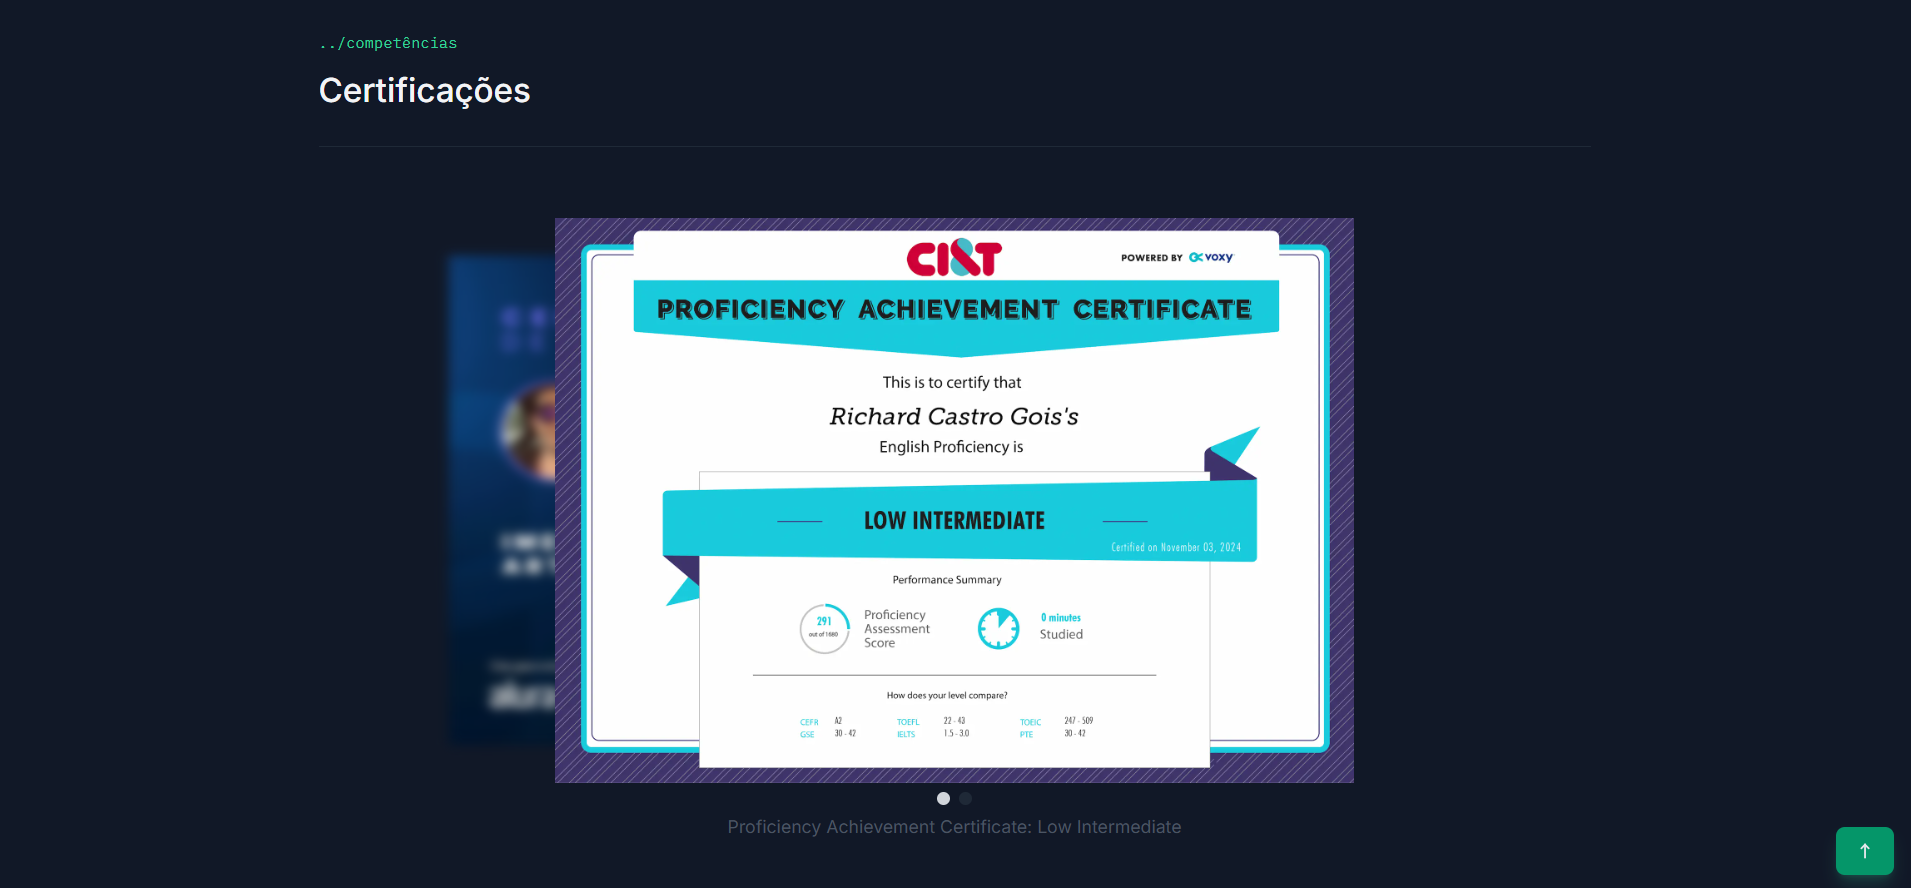 ../competências
Certificações
CI&T
POWERED BY VOXY
PROFICIENCY ACHIEVEMENT CERTIFICATE
This is to certify that
Richard Castro Gois's
English Proficiency is
LOW INTERMEDIATE
Certified on November 03, 2024
Performance Summary
291
out of 1680
Proficiency
Assessment
Score
0 minutes
Studied
How does your level compare?
CEFR A2 TOEFL 22 - 43 TOEIC 247 - 509
GSE 30 - 42 IELTS 1.5 - 3.0 PTE 30 - 42
Proficiency Achievement Certificate: Low Intermediate